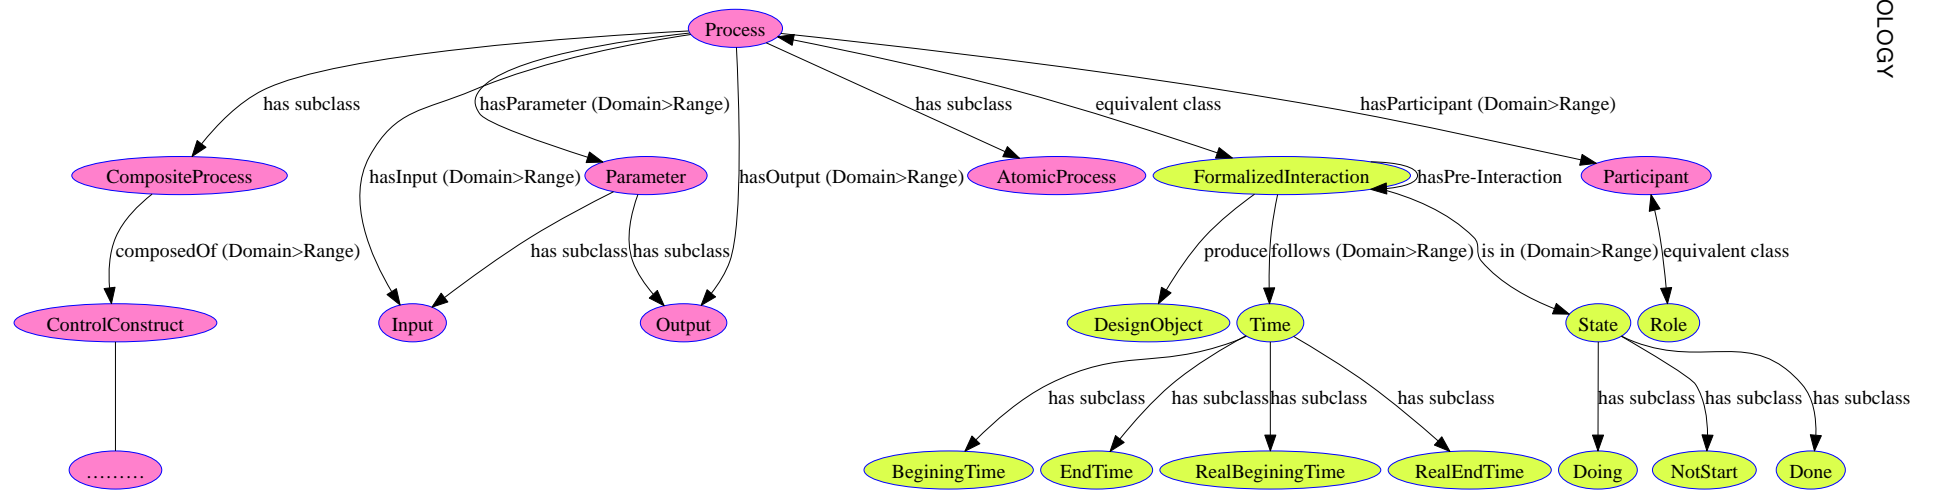 OLOGY
Process
has subclass
hasParameter (Domain>Range)
has subclass
equivalent class
hasParticipant (Domain>Range)
CompositeProcess
hasInput (Domain>Range)
Parameter
hasOutput (Domain>Range)
AtomicProcess
FormalizedInteraction
hasPre-Interaction
Participant
composedOf (Domain>Range)
has subclass
has subclass
produce
follows (Domain>Range)
is in (Domain>Range)
equivalent class
ControlConstruct
Input
Output
DesignObject
Time
State
Role
has subclass
has subclass
has subclass
has subclass
has subclass
has subclass
has subclass
.........
BeginingTime
EndTime
RealBeginingTime
RealEndTime
Doing
NotStart
Done